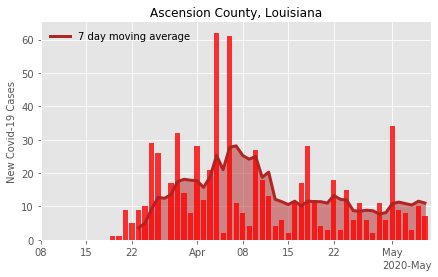 Ascension County, Louisiana
7 day moving average
New Covid-19 Cases
60
50
40
30
20
10
0
08 15 22 Apr 08 15 22 May
2020-May